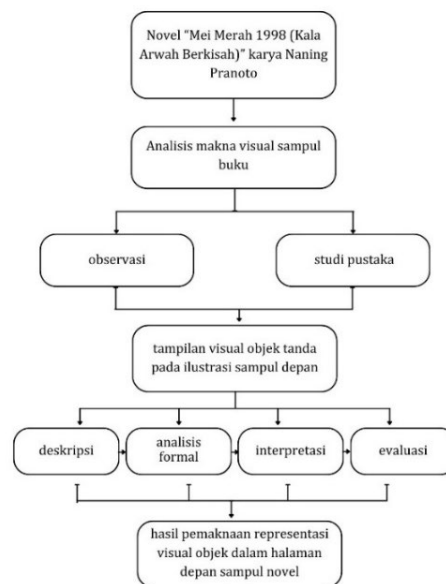 Novel “Mei Merah 1998 (Kala
Arwah Berkisah)” karya Naning
Pranoto
Analisis makna visual sampul
buku
observasi
studi pustaka
tampilan visual objek tanda
pada ilustrasi sampul depan
deskripsi
analisis
formal
interpretasi
evaluasi
hasil pemaknaan representasi
visual objek dalam halaman
depan sampul novel